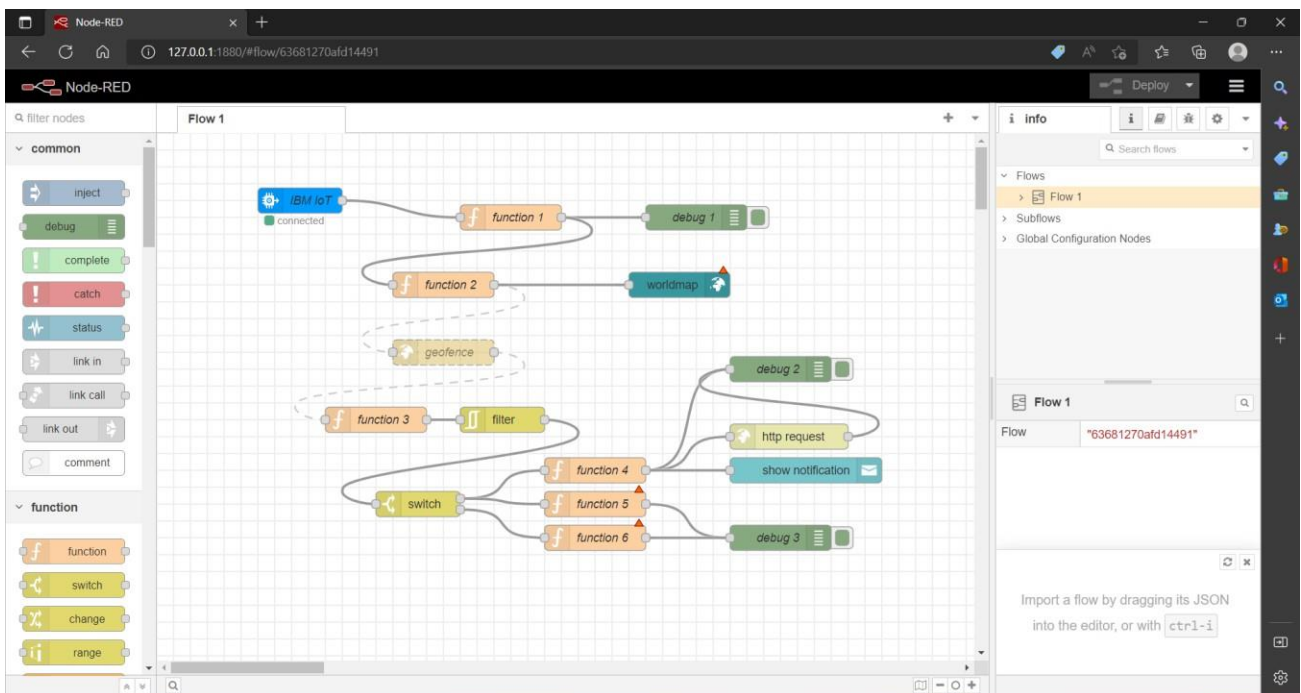 Node-RED
127.0.0.1:1880/#flow/63681270afd14491
Node-RED
Deploy
filter nodes
common
inject
debug
complete
catch
status
link in
link call
link out
comment
function
function
switch
change
range
Flow 1
IBM IoT
connected
function 1
debug 1
function 2
worldmap
geofence
debug 2
function 3
filter
http request
function 4
show notification
switch
function 5
function 6
debug 3
i info
i
Search flows
Flows
Flow 1
Subflows
Global Configuration Nodes
Flow 1
Flow "63681270afd14491"
Import a flow by dragging its JSON
into the editor, or with ctrl-i